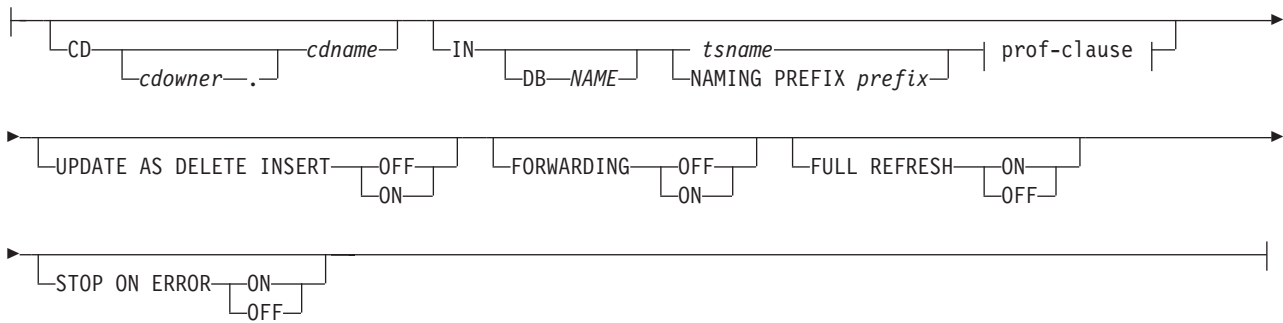 CD cdname IN tsname prof-clause
cdowner . DB NAME NAMING PREFIX prefix
UPDATE AS DELETE INSERT OFF FORWARDING OFF FULL REFRESH ON
ON ON OFF
STOP ON ERROR ON
OFF